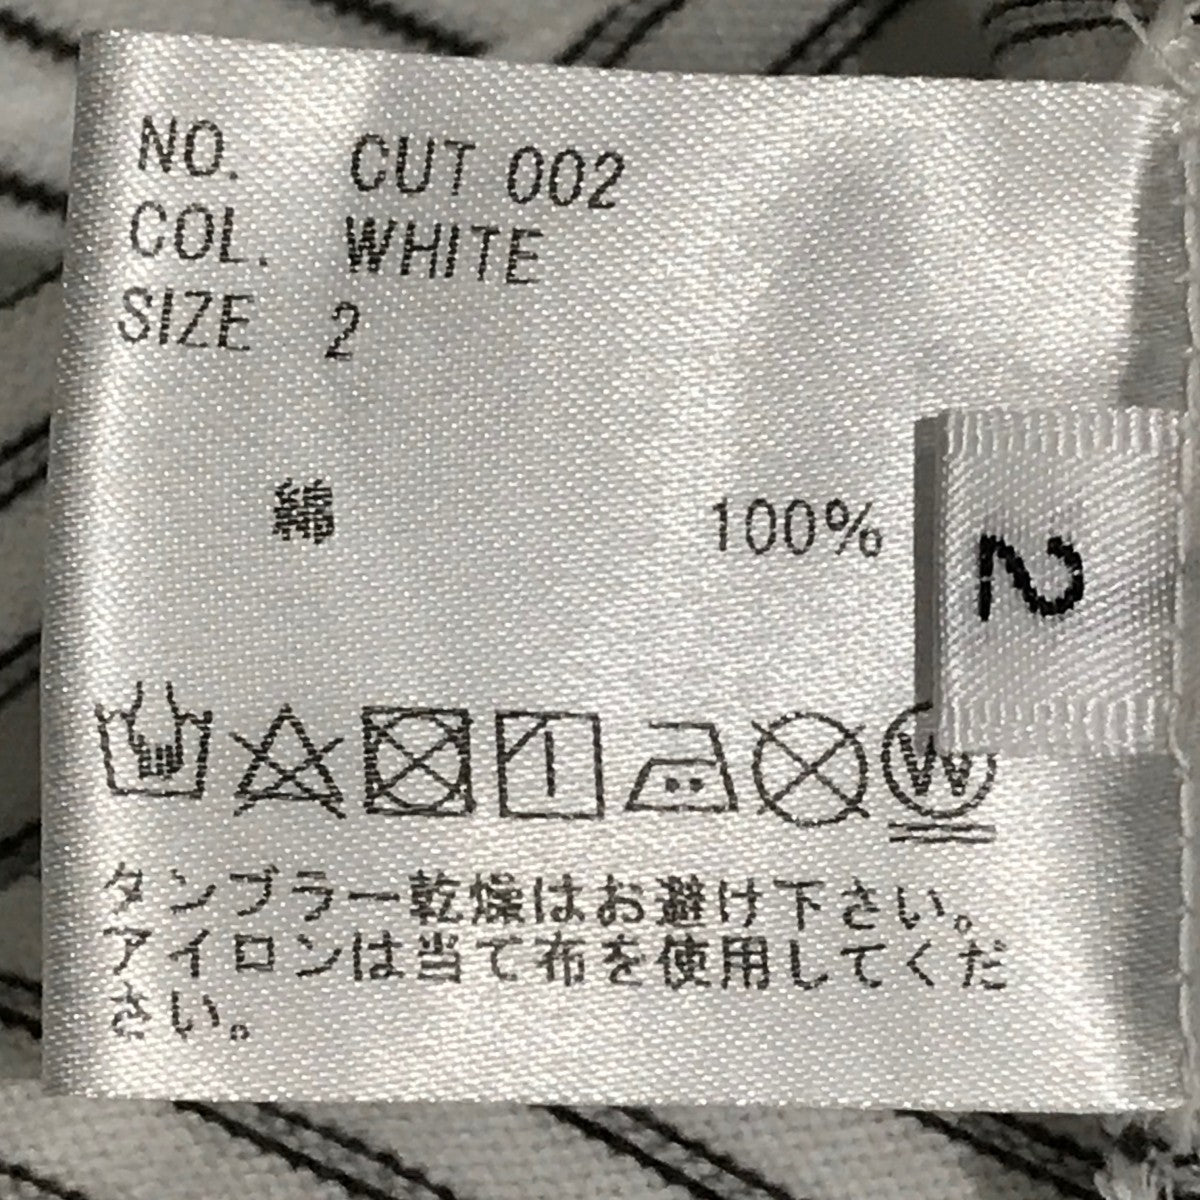 NO. CUT 002
COL. WHITE
SIZE 2
綿 100%
2
W
タンブラー乾燥はお避け下さい。
アイロンは当て布を使用してくだ
さい。